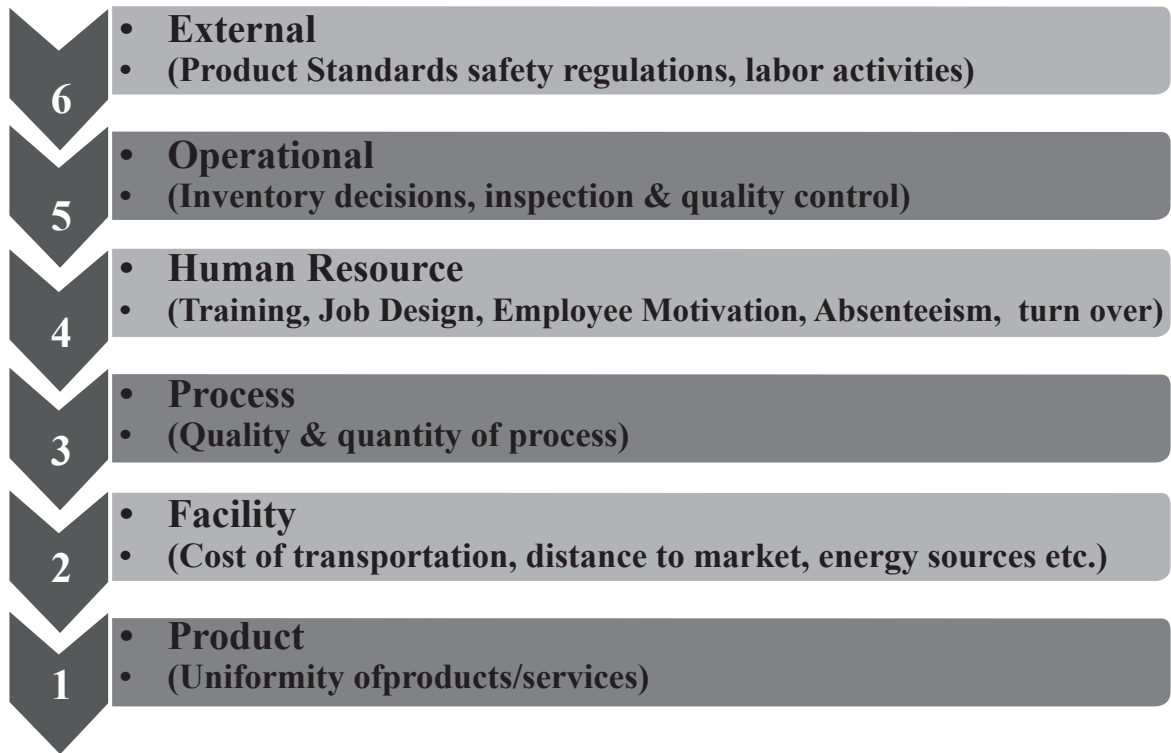 6
• External
• (Product Standards safety regulations, labor activities)
5
• Operational
• (Inventory decisions, inspection & quality control)
4
• Human Resource
• (Training, Job Design, Employee Motivation, Absenteeism, turn over)
3
• Process
• (Quality & quantity of process)
2
• Facility
• (Cost of transportation, distance to market, energy sources etc.)
1
• Product
• (Uniformity ofproducts/services)